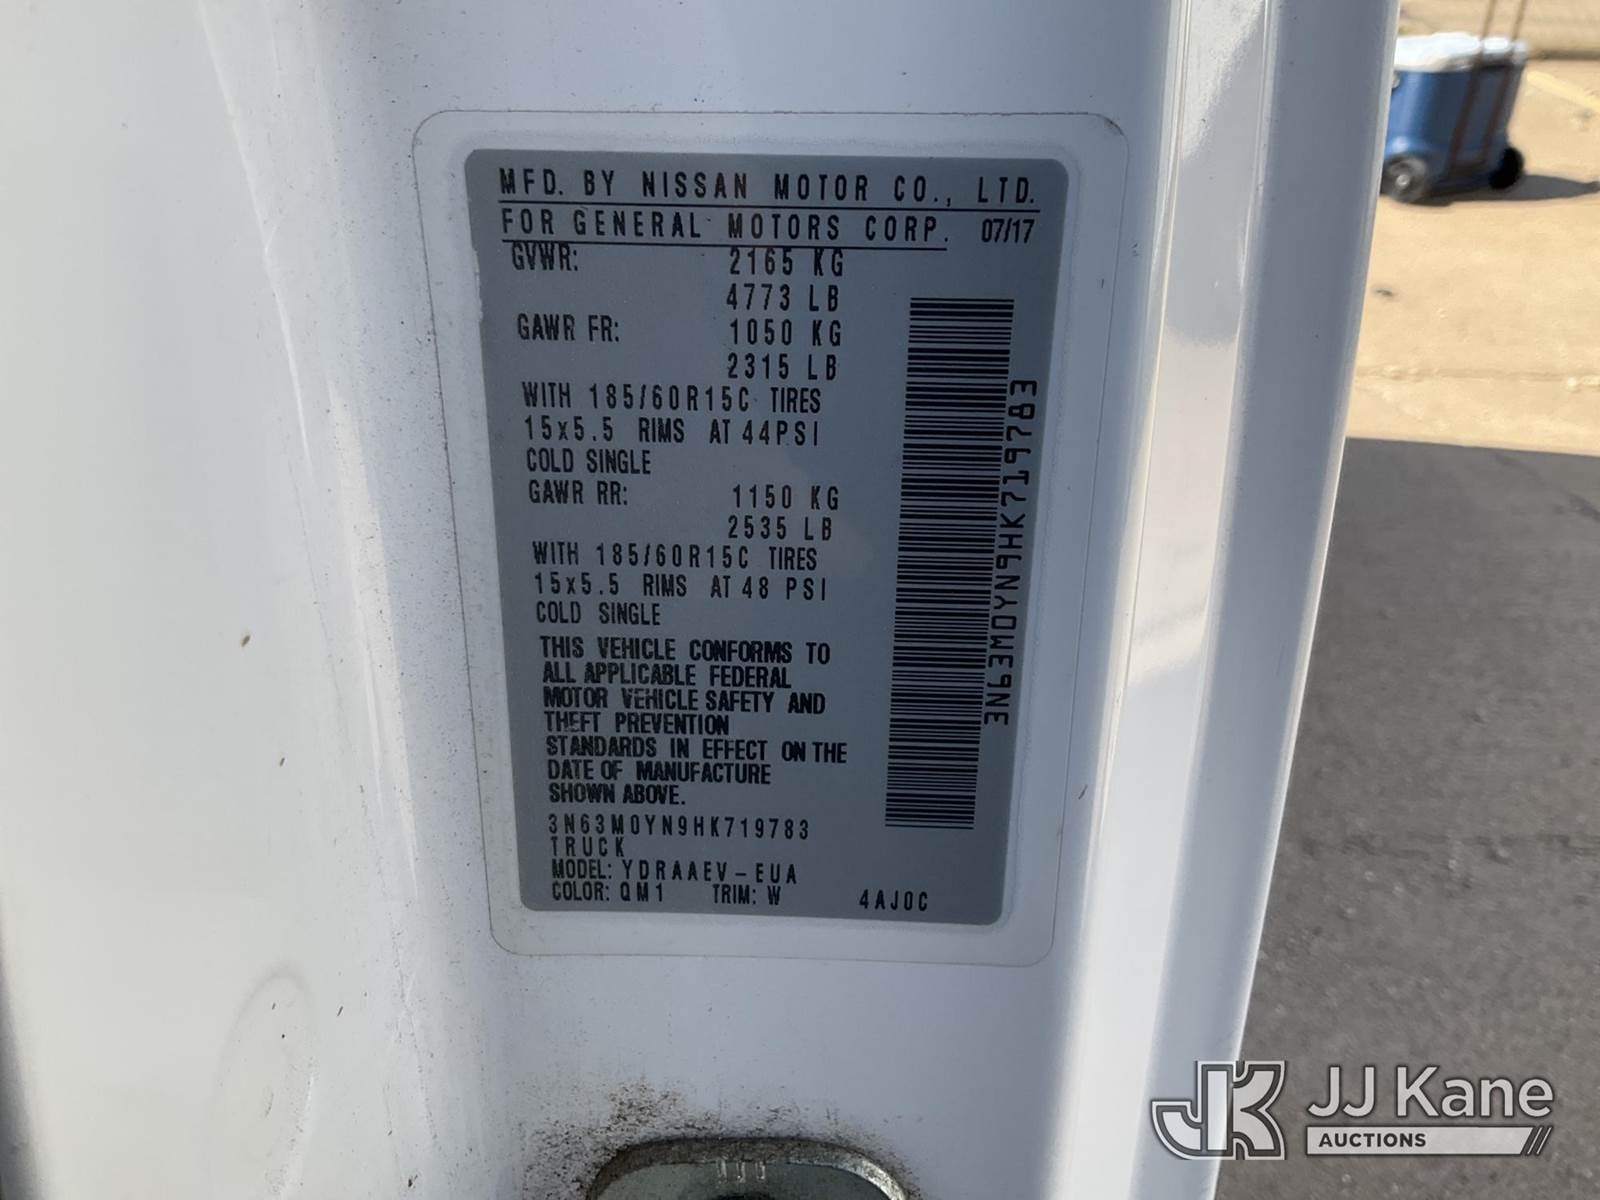 MFD. BY NISSAN MOTOR CO., LTD.
FOR GENERAL MOTORS CORP. 07/17
GVWR: 2165 KG
4773 LB
GAWR FR: 1050 KG
2315 LB
WITH 185/60R15C TIRES
15x5.5 RIMS AT 44PSI
COLD SINGLE
GAWR RR: 1150 KG
2535 LB
WITH 185/60R15C TIRES
15x5.5 RIMS AT 48 PSI
COLD SINGLE
THIS VEHICLE CONFORMS TO
ALL APPLICABLE FEDERAL
MOTOR VEHICLE SAFETY AND
THEFT PREVENTION
STANDARDS IN EFFECT ON THE
DATE OF MANUFACTURE
SHOWN ABOVE.
3N63M0YN9HK719783
TRUCK
MODEL: YDRAAEV-EUA
COLOR: QM1 TRIM: W 4AJ0C
3N63M0YN9HK719783
JK JJ Kane
AUCTIONS